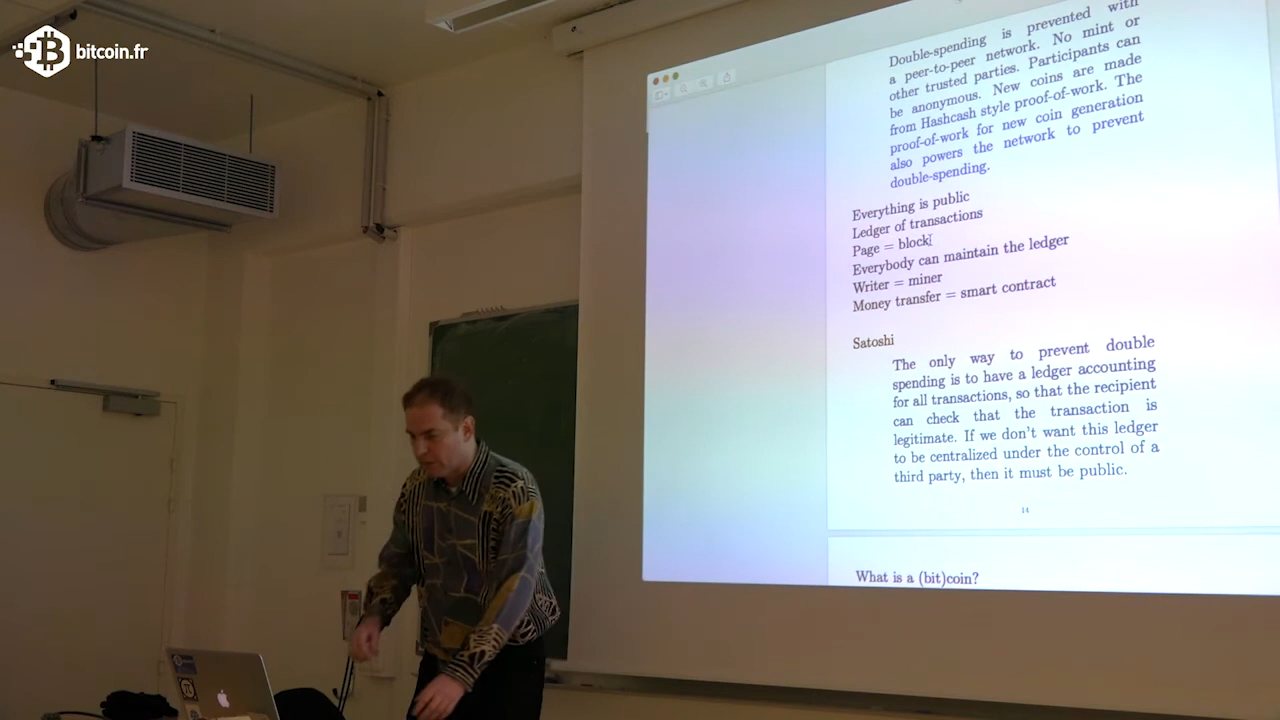 bitcoin.fr
Double-spending is prevented with
a peer-to-peer network. No mint or
other trusted parties. Participants can
be anonymous. New coins are made
from Hashcash style proof-of-work. The
proof-of-work for new coin generation
also powers the network to prevent
double-spending.
Everything is public
Ledger of transactions
Page = block
Everybody can maintain the ledger
Writer = miner
Money transfer = smart contract
Satoshi
The only way to prevent double
spending is to have a ledger accounting
for all transactions, so that the recipient
can check that the transaction is
legitimate. If we don't want this ledger
to be centralized under the control of a
third party, then it must be public.
14
What is a (bit)coin?